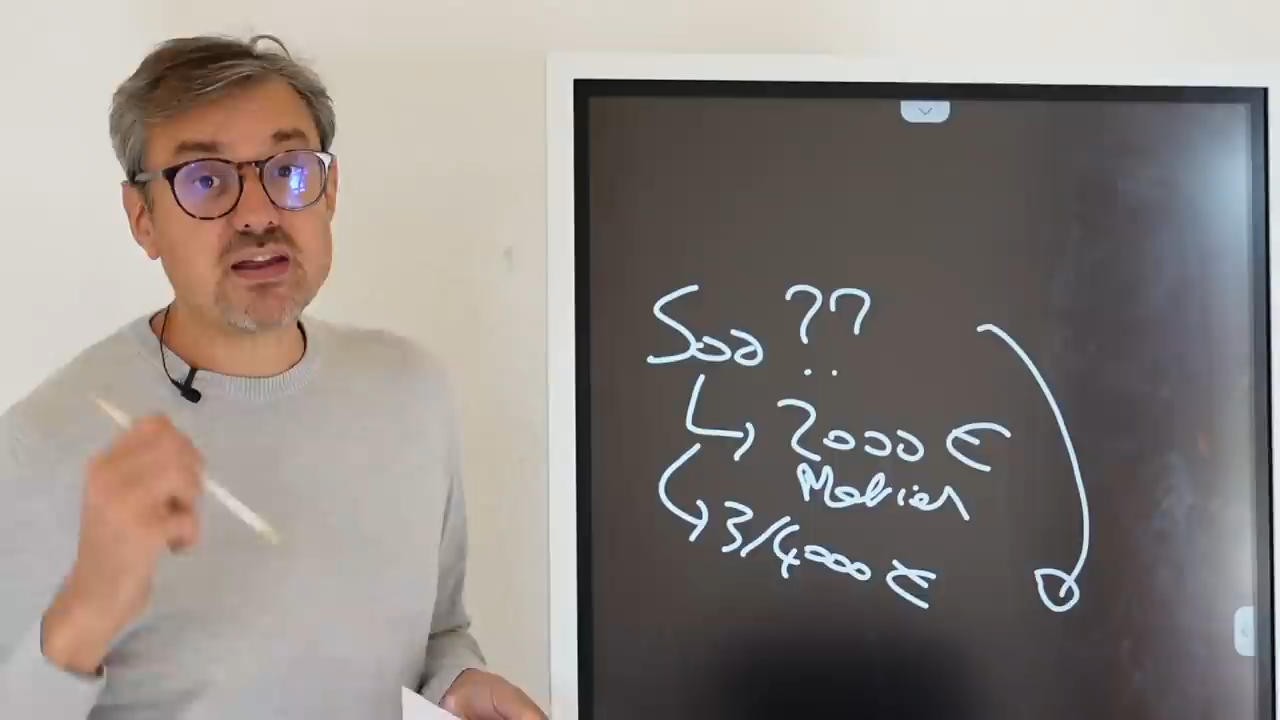 500 ??
↳ 2000 €
Métier
↳ 3/4000 €